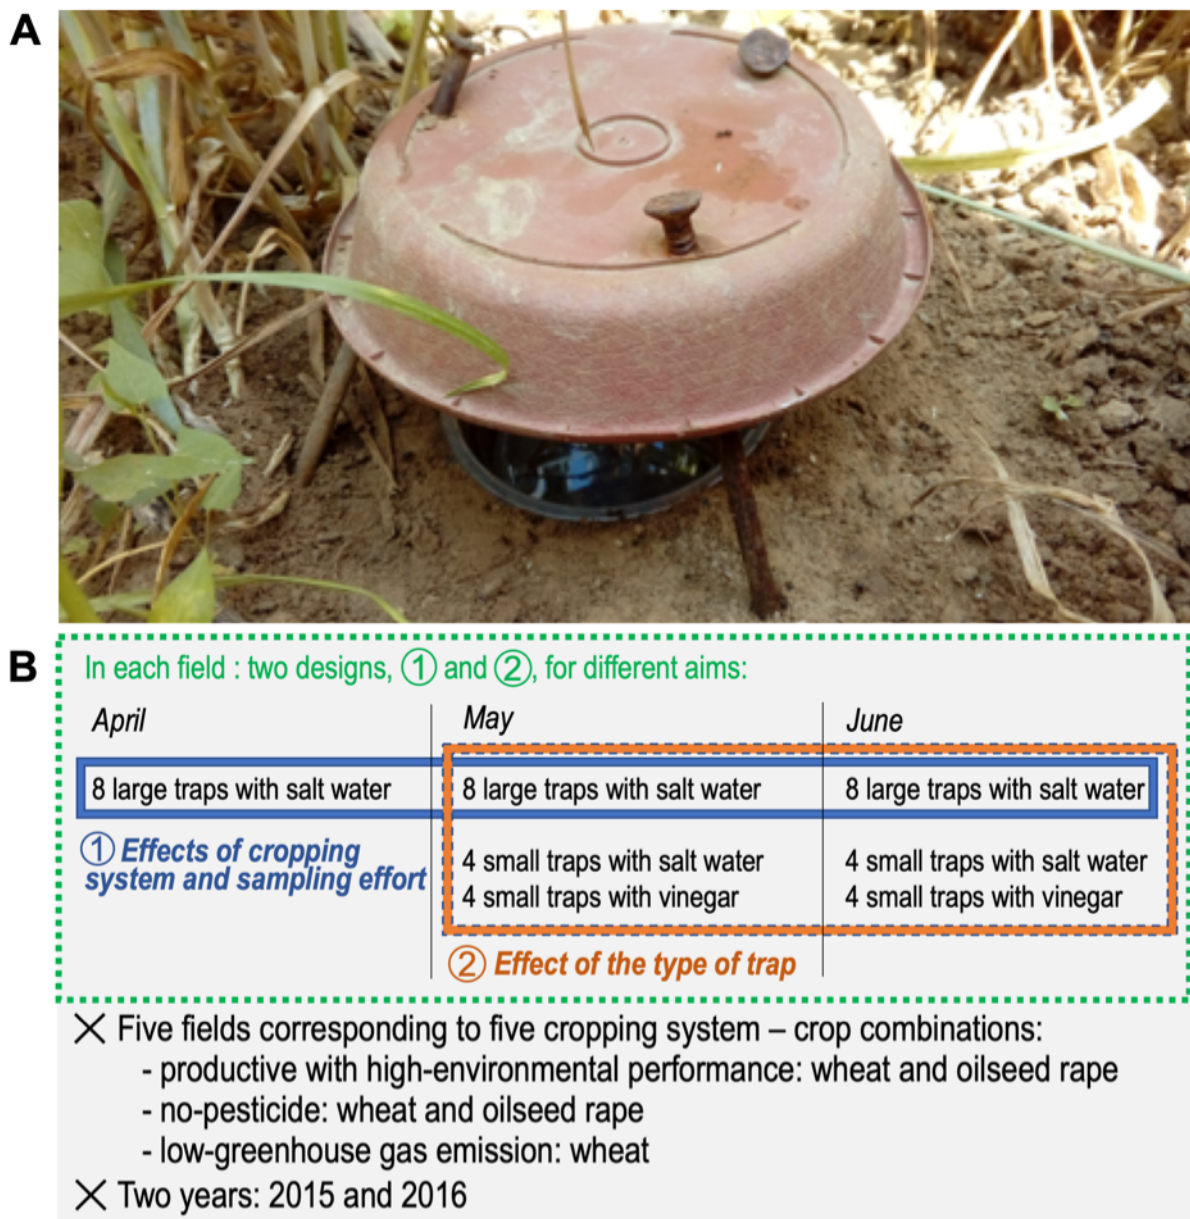 A
B
In each field : two designs, ① and ②, for different aims:
April
May
June
8 large traps with salt water
8 large traps with salt water
8 large traps with salt water
① Effects of cropping
system and sampling effort
4 small traps with salt water
4 small traps with salt water
4 small traps with vinegar
4 small traps with vinegar
② Effect of the type of trap
X Five fields corresponding to five cropping system – crop combinations:
- productive with high-environmental performance: wheat and oilseed rape
- no-pesticide: wheat and oilseed rape
- low-greenhouse gas emission: wheat
X Two years: 2015 and 2016